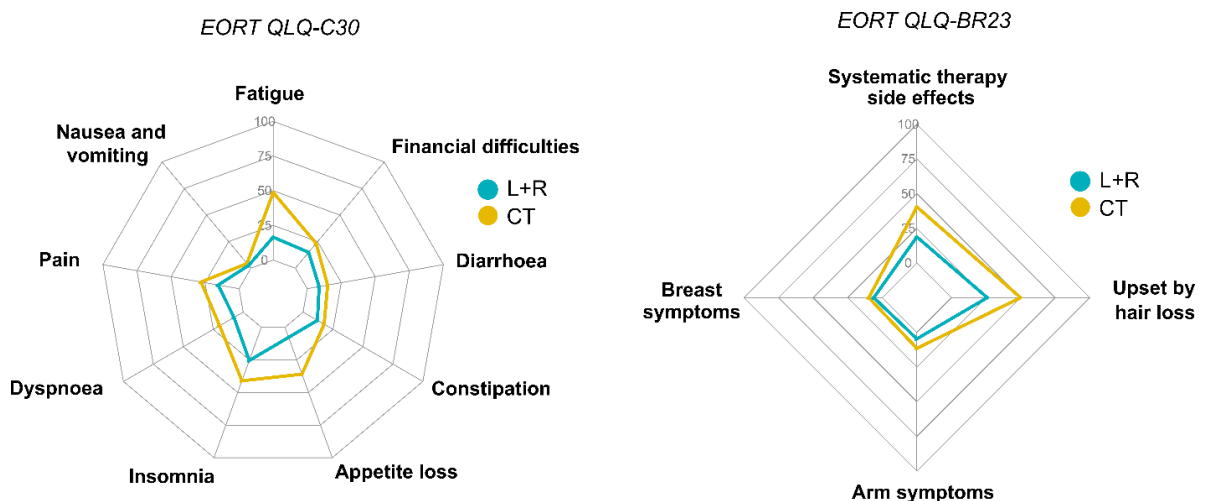 EORT QLQ-C30
Fatigue
Nausea and
vomiting
Financial difficulties
100
75
50
25
0
L+R
CT
Pain
Diarrhoea
Dyspnoea
Constipation
Insomnia
Appetite loss
EORT QLQ-BR23
Systematic therapy
side effects
100
75
50
25
0
L+R
CT
Breast
symptoms
Upset by
hair loss
Arm symptoms